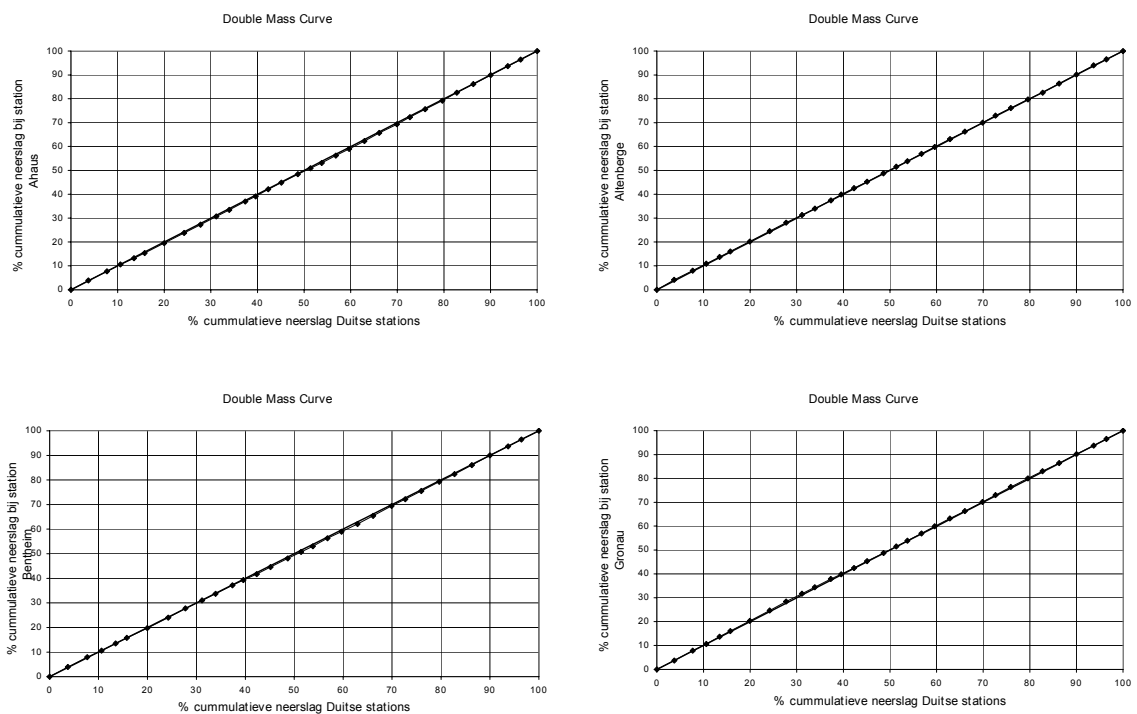 Double Mass Curve
100
90
80
70
60
50
40
30
20
10
0
% cummulatieve neerslag bij station
Ahaus
0 10 20 30 40 50 60 70 80 90 100
% cummulatieve neerslag Duitse stations
Double Mass Curve
100
90
80
70
60
50
40
30
20
10
0
% cummulatieve neerslag bij station
Altenberge
0 10 20 30 40 50 60 70 80 90 100
% cummulatieve neerslag Duitse stations
Double Mass Curve
100
90
80
70
60
50
40
30
20
10
0
% cummulatieve neerslag bij station
Bentheim
0 10 20 30 40 50 60 70 80 90 100
% cummulatieve neerslag Duitse stations
Double Mass Curve
100
90
80
70
60
50
40
30
20
10
0
% cummulatieve neerslag bij station
Gronau
0 10 20 30 40 50 60 70 80 90 100
% cummulatieve neerslag Duitse stations